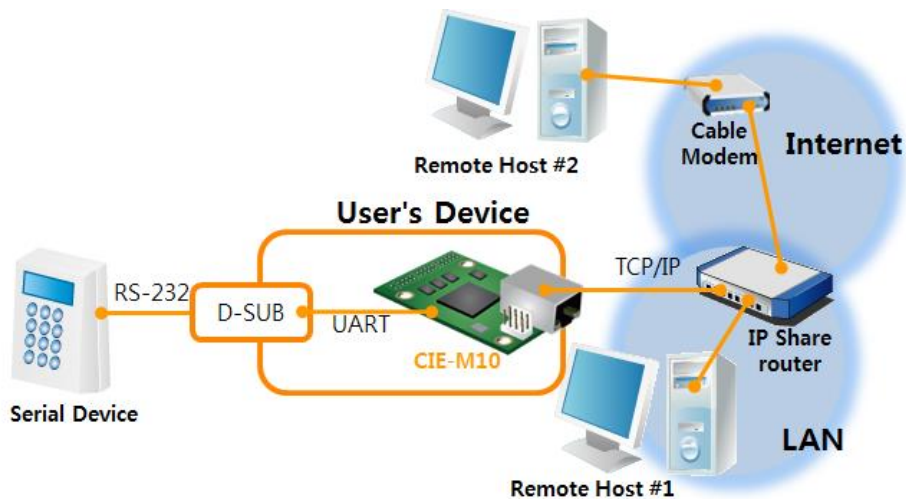 Remote Host #2
Cable
Modem
Internet
User's Device
TCP/IP
RS-232
D-SUB
UART
CIE-M10
IP Share
router
Serial Device
LAN
Remote Host #1